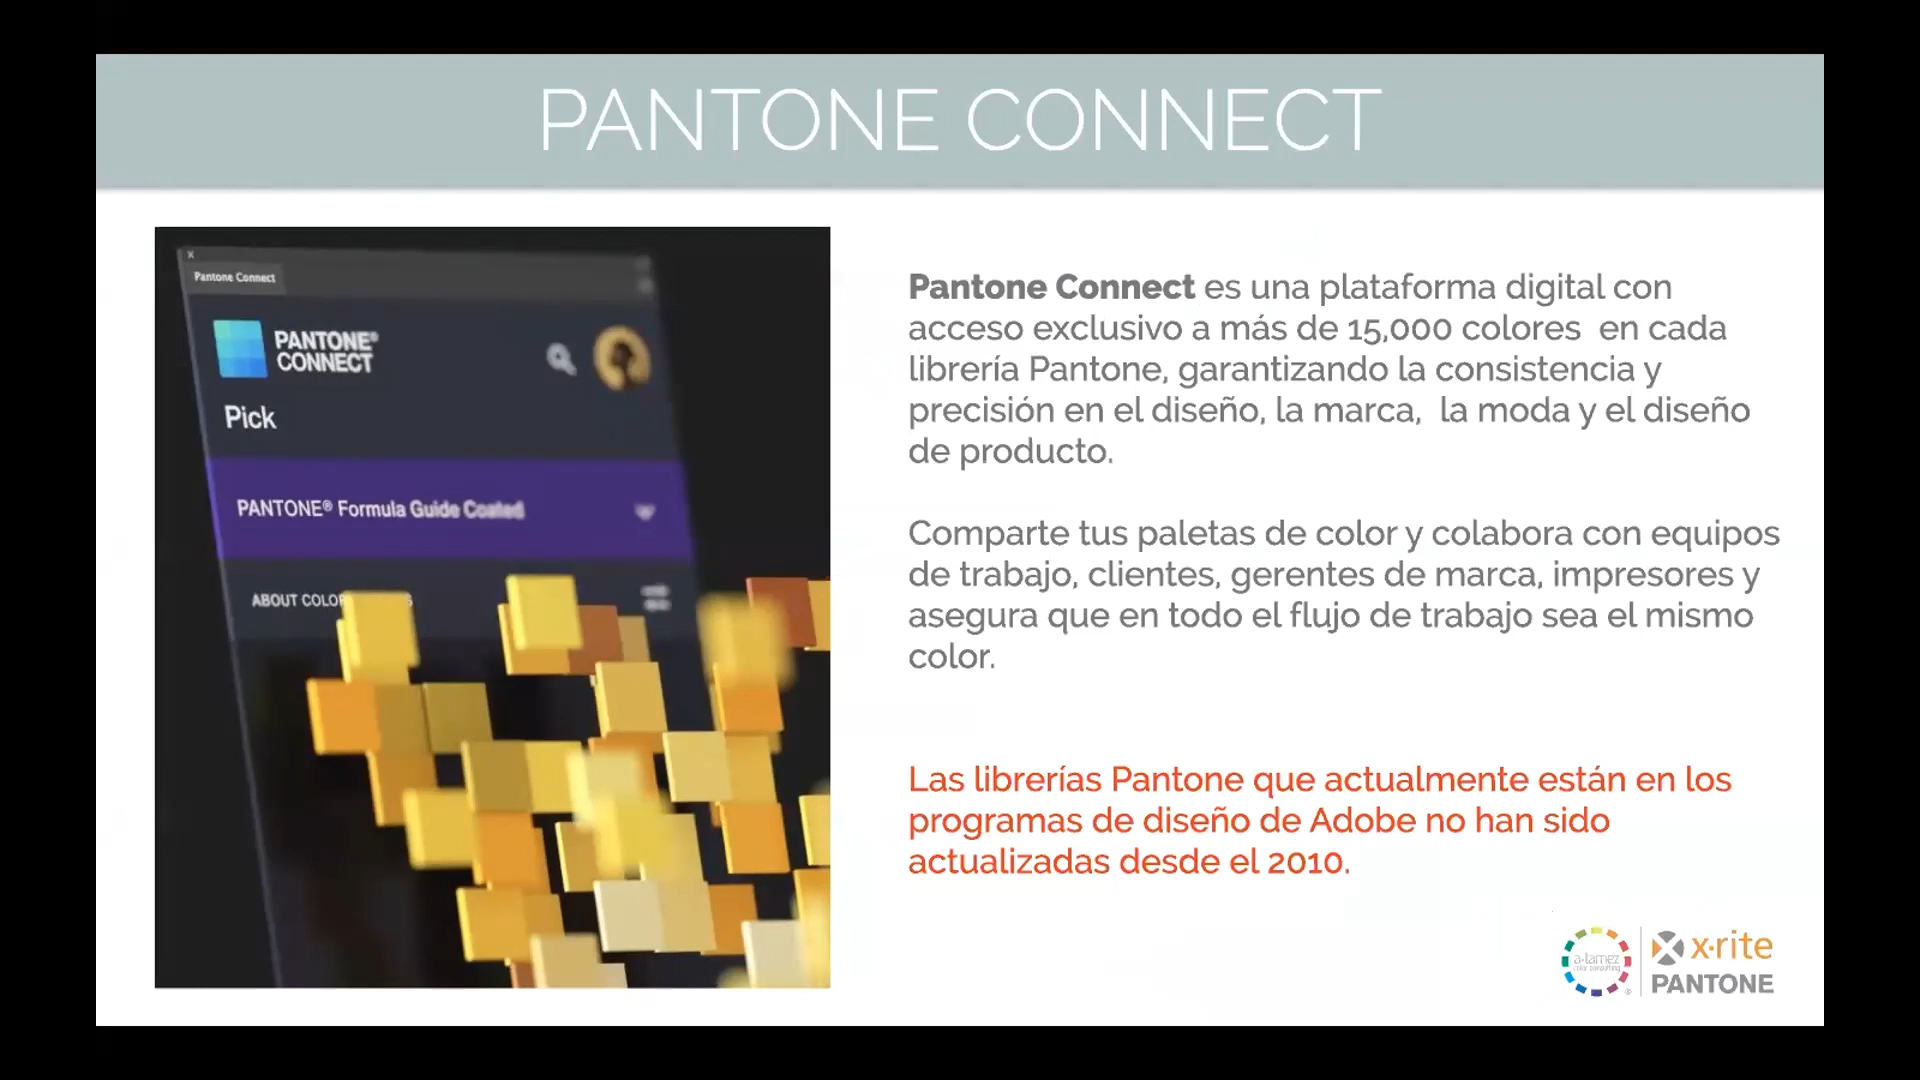 PANTONE CONNECT
Pantone Connect
PANTONE®
CONNECT
Pick
PANTONE® Formula Guide Coated
ABOUT
Pantone Connect es una plataforma digital con
acceso exclusivo a más de 15,000 colores en cada
librería Pantone, garantizando la consistencia y
precisión en el diseño, la marca, la moda y el diseño
de producto.
Comparte tus paletas de color y colabora con equipos
de trabajo, clientes, gerentes de marca, impresores y
asegura que en todo el flujo de trabajo sea el mismo
color.
Las librerías Pantone que actualmente están en los
programas de diseño de Adobe no han sido
actualizadas desde el 2010.
a·tamez
color consulting
x·rite
PANTONE